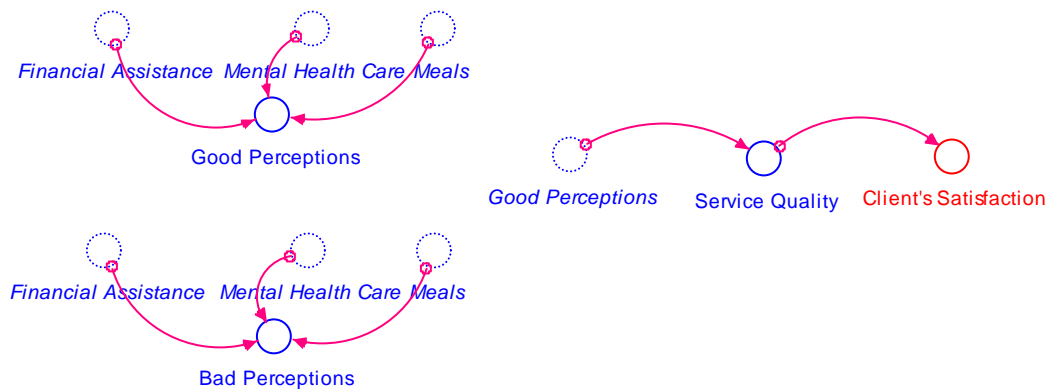 Financial Assistance
Mental Health Care
Meals
Good Perceptions
Good Perceptions
Service Quality
Client's Satisfaction
Financial Assistance
Mental Health Care
Meals
Bad Perceptions